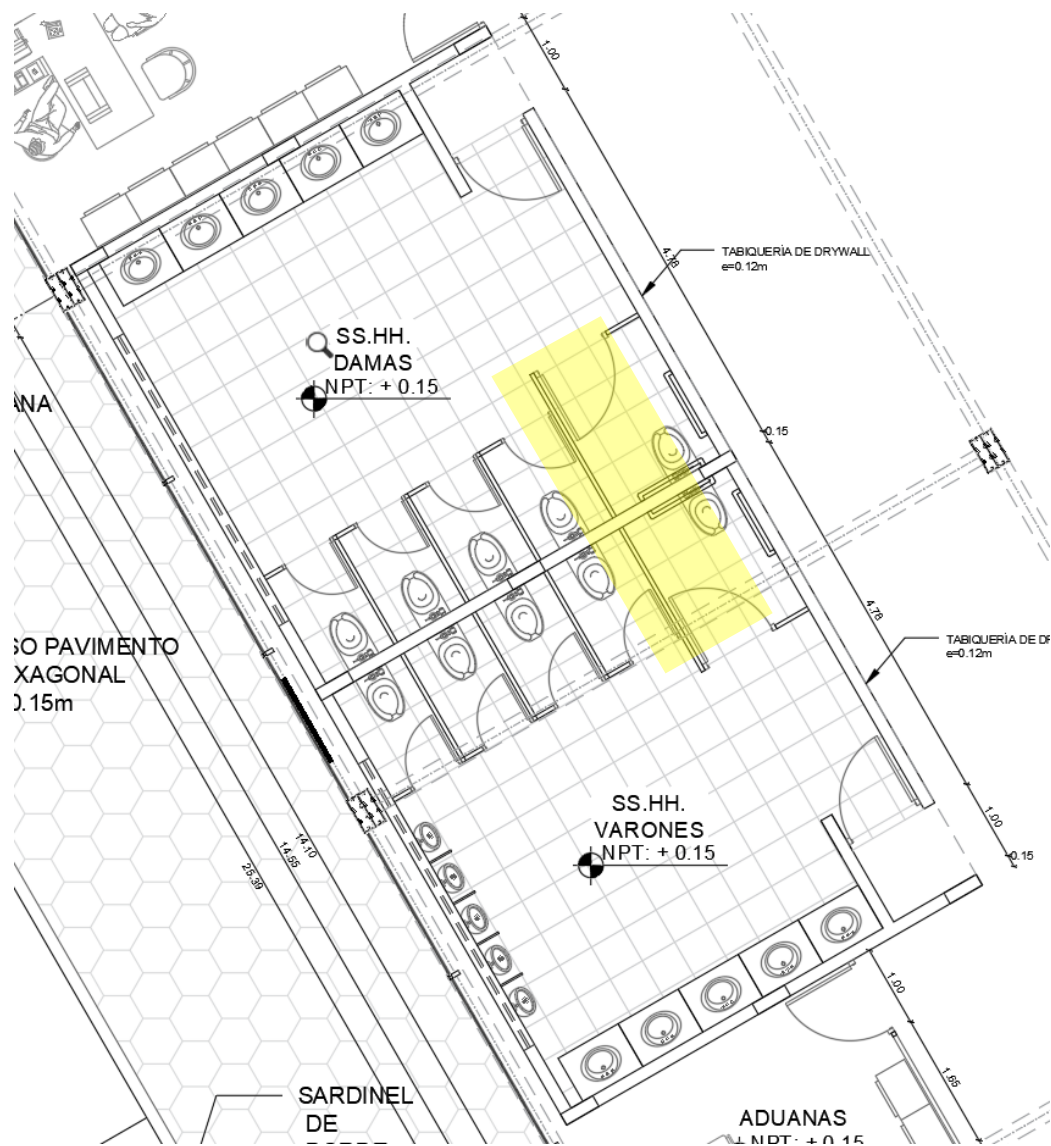 1.00
TABIQUERÍA DE DRYWALL
e=0.12m
4.78
SS.HH.
DAMAS
NPT: + 0.15
ANA
0.15
4.78
TABIQUERÍA DE DR
e=0.12m
SO PAVIMENTO
XAGONAL
0.15m
SS.HH.
VARONES
NPT: + 0.15
1.00
0.15
14.10
14.55
25.39
1.00
1.65
SARDINEL
DE
ADUANAS
NPT: + 0.15